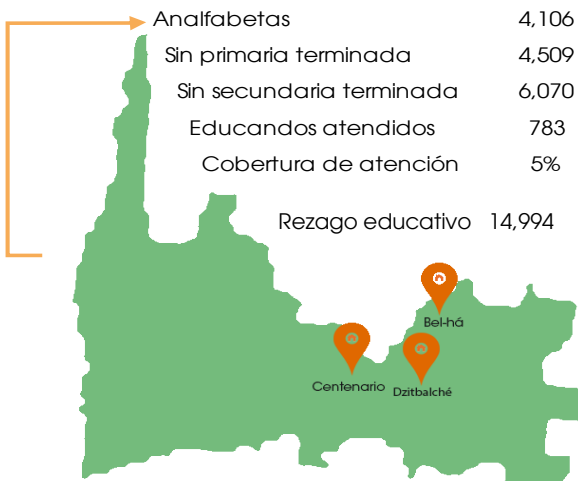 Analfabetas 4,106
Sin primaria terminada 4,509
Sin secundaria terminada 6,070
Educandos atendidos 783
Cobertura de atención 5%
Rezago educativo 14,994
Bel-há
Centenario
Dzitbalché